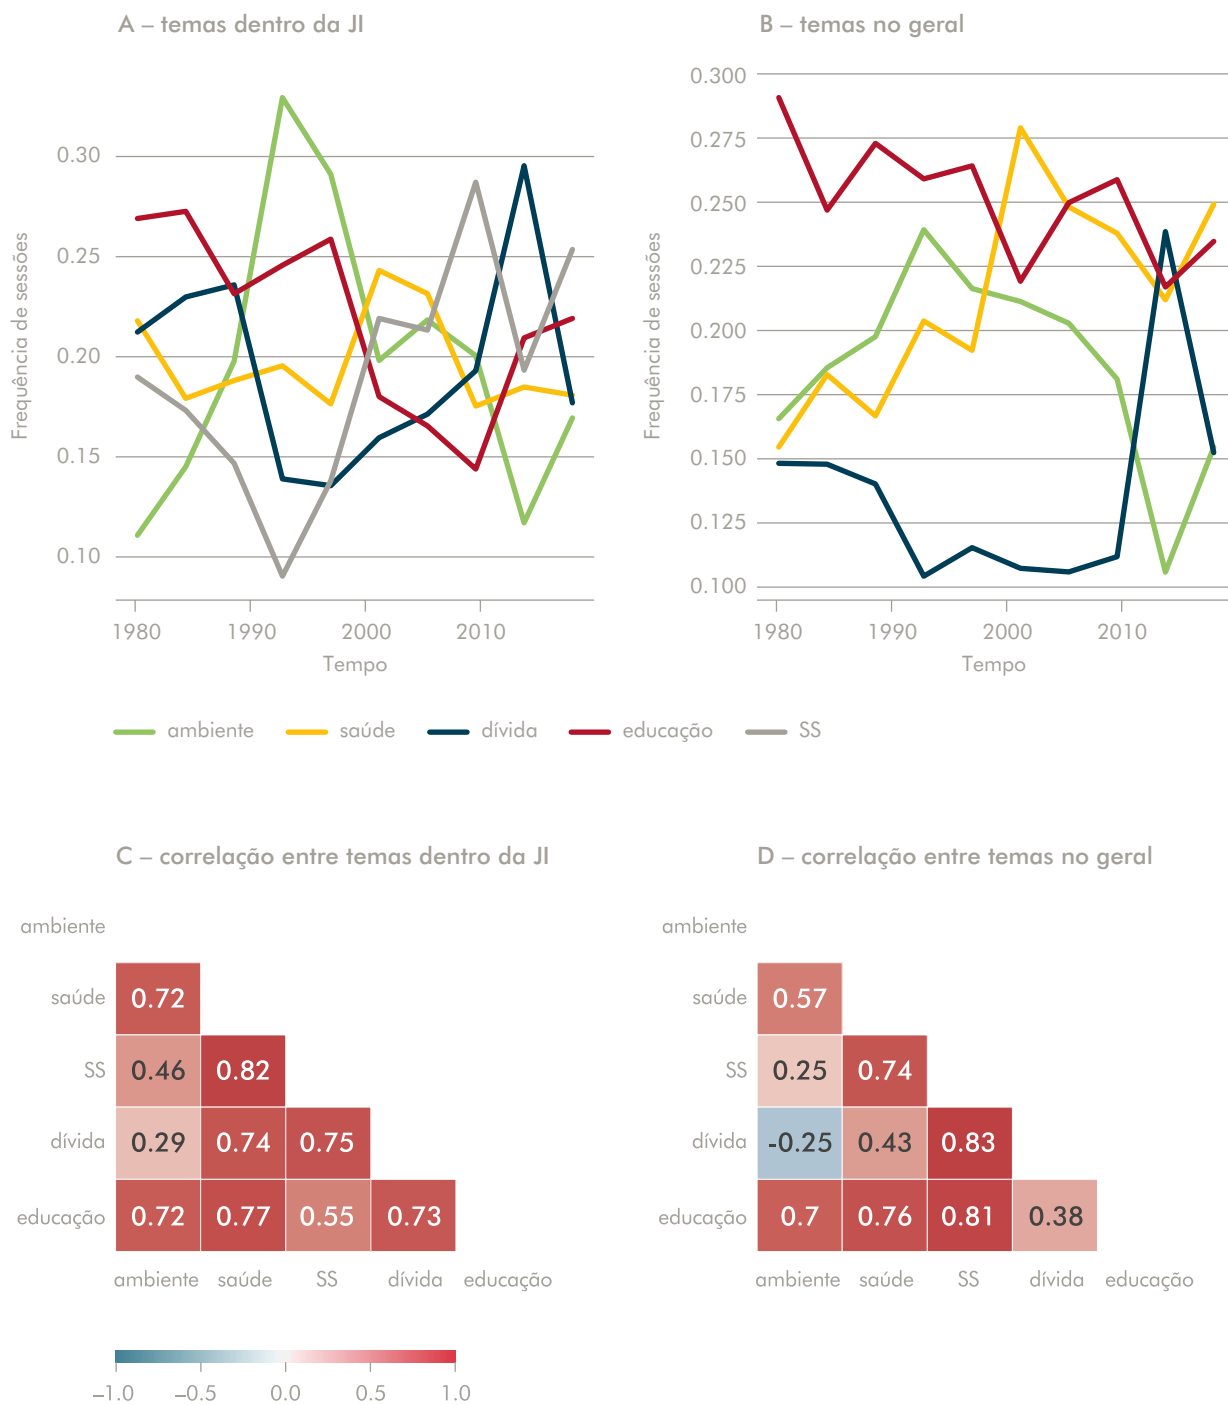 A – temas dentro da JI
B – temas no geral
Frequência de sessões
0.30
0.25
0.20
0.15
0.10
1980
1990
2000
2010
Tempo
Frequência de sessões
0.300
0.275
0.250
0.225
0.200
0.175
0.150
0.125
0.100
1980
1990
2000
2010
Tempo
ambiente saúde dívida educação SS
C – correlação entre temas dentro da JI
ambiente
saúde 0.72
SS 0.46 0.82
dívida 0.29 0.74 0.75
educação 0.72 0.77 0.55 0.73
ambiente saúde SS dívida educação
–1.0 –0.5 0.0 0.5 1.0
D – correlação entre temas no geral
ambiente
saúde 0.57
SS 0.25 0.74
dívida -0.25 0.43 0.83
educação 0.7 0.76 0.81 0.38
ambiente saúde SS dívida educação